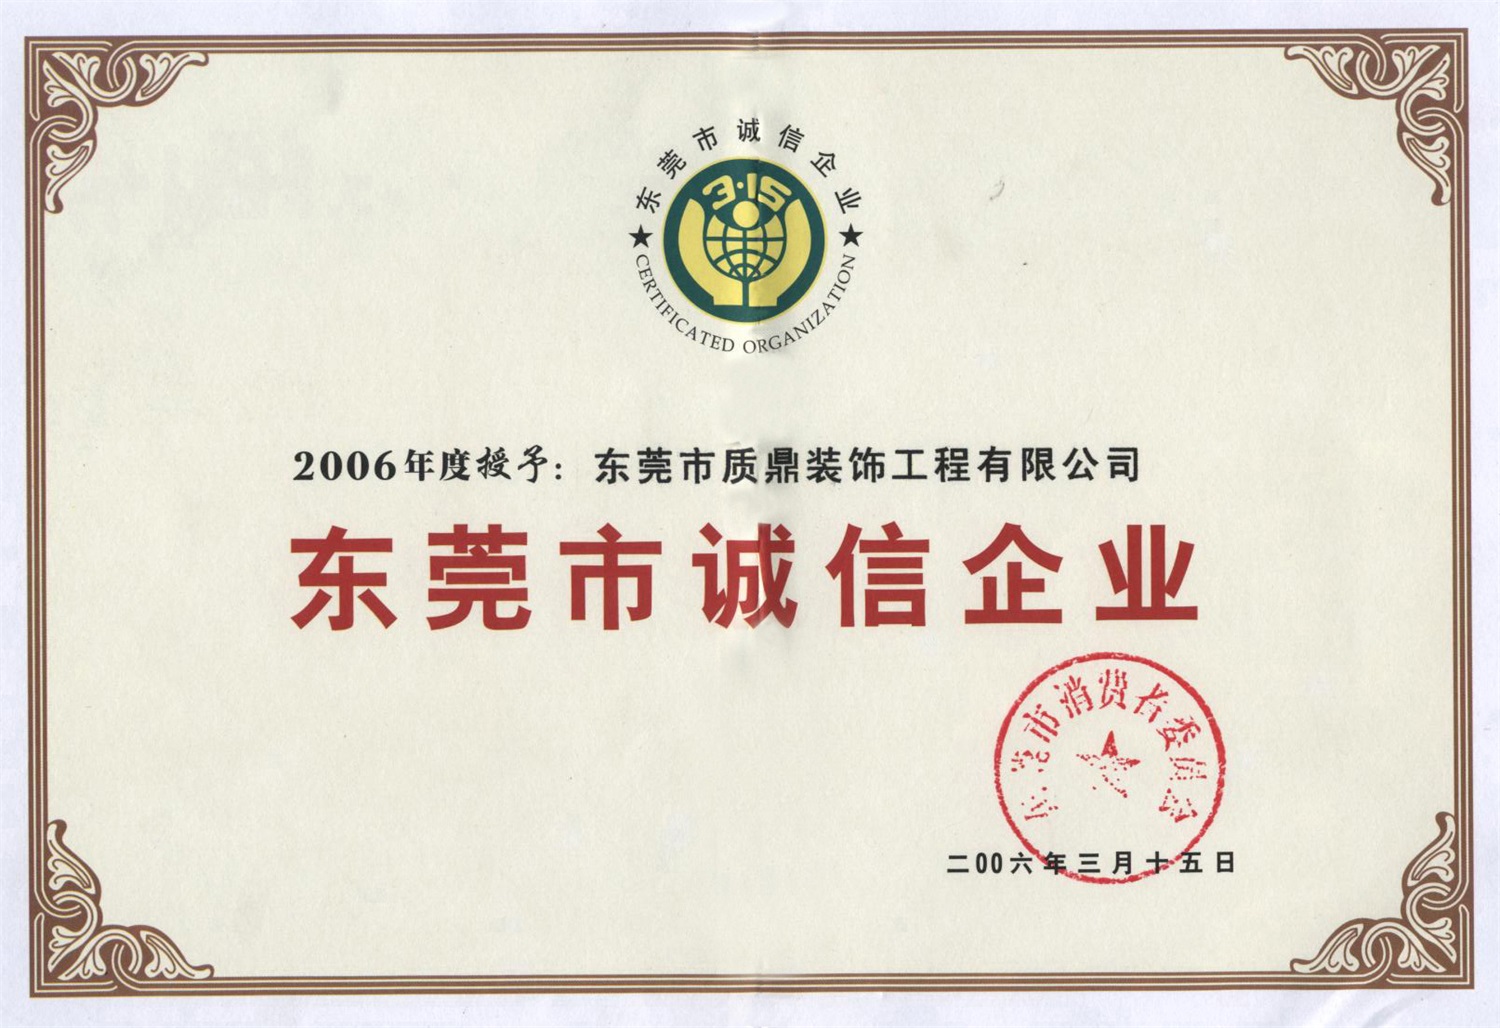 东莞市诚信企业
3·15
★ CERTIFICATED ORGANIZATION ★
2006年度授予：东莞市质鼎装饰工程有限公司
东莞市诚信企业
东莞市消费者委员会
二00六年三月十五日